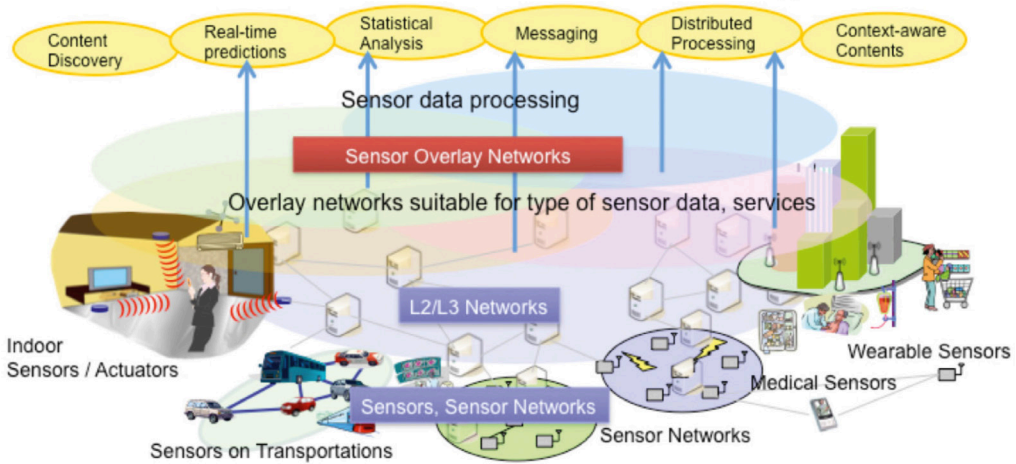 Content
Discovery
Real-time
predictions
Statistical
Analysis
Messaging
Distributed
Processing
Context-aware
Contents
Sensor data processing
Sensor Overlay Networks
Overlay networks suitable for type of sensor data, services
L2/L3 Networks
Indoor
Sensors / Actuators
Wearable Sensors
Medical Sensors
Sensors, Sensor Networks
Sensor Networks
Sensors on Transportations